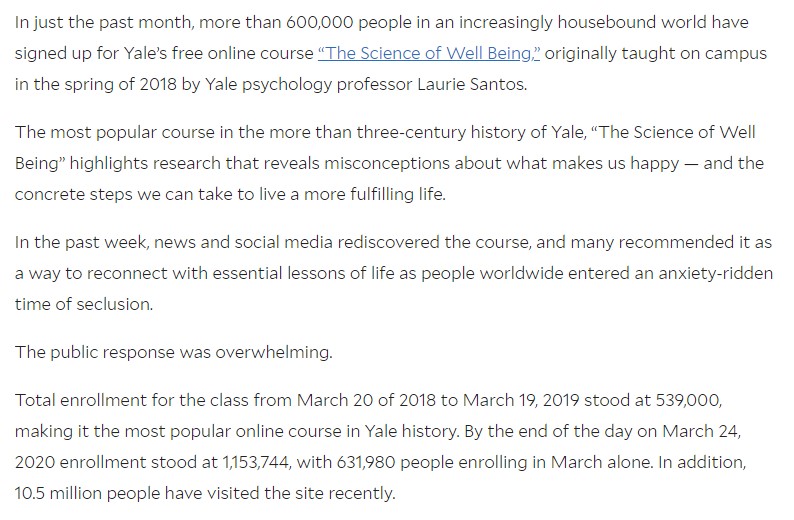 In just the past month, more than 600,000 people in an increasingly housebound world have
signed up for Yale’s free online course “The Science of Well Being,” originally taught on campus
in the spring of 2018 by Yale psychology professor Laurie Santos.
The most popular course in the more than three-century history of Yale, “The Science of Well
Being” highlights research that reveals misconceptions about what makes us happy — and the
concrete steps we can take to live a more fulfilling life.
In the past week, news and social media rediscovered the course, and many recommended it as
a way to reconnect with essential lessons of life as people worldwide entered an anxiety-ridden
time of seclusion.
The public response was overwhelming.
Total enrollment for the class from March 20 of 2018 to March 19, 2019 stood at 539,000,
making it the most popular online course in Yale history. By the end of the day on March 24,
2020 enrollment stood at 1,153,744, with 631,980 people enrolling in March alone. In addition,
10.5 million people have visited the site recently.